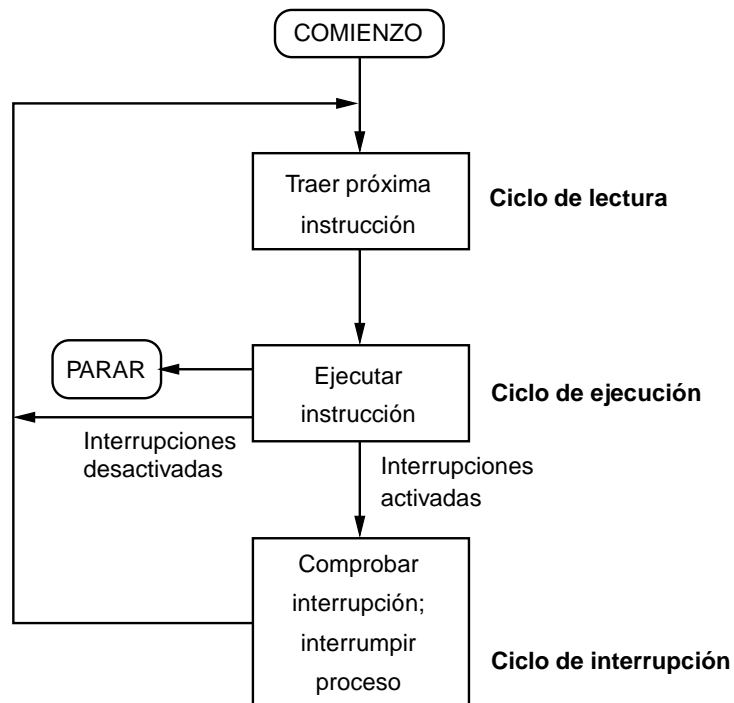 COMIENZO
Traer próxima
instrucción
Ciclo de lectura
PARAR
Ejecutar
instrucción
Ciclo de ejecución
Interrupciones
desactivadas
Interrupciones
activadas
Comprobar
interrupción;
interrumpir
proceso
Ciclo de interrupción